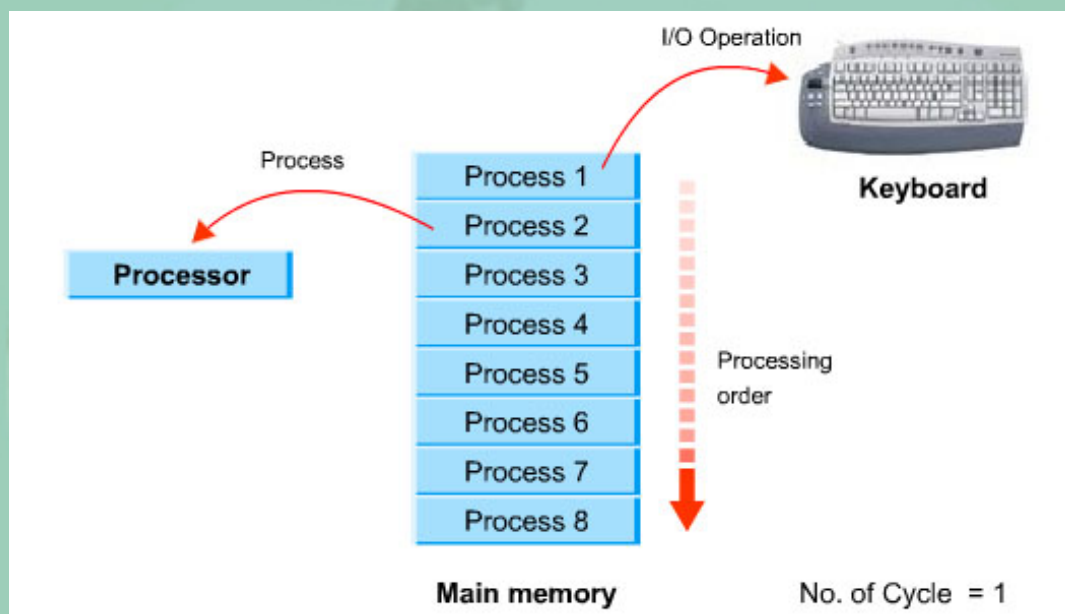 I/O Operation
Keyboard
Process
Processor
Process 1
Process 2
Process 3
Process 4
Process 5
Process 6
Process 7
Process 8
Processing
order
Main memory
No. of Cycle = 1